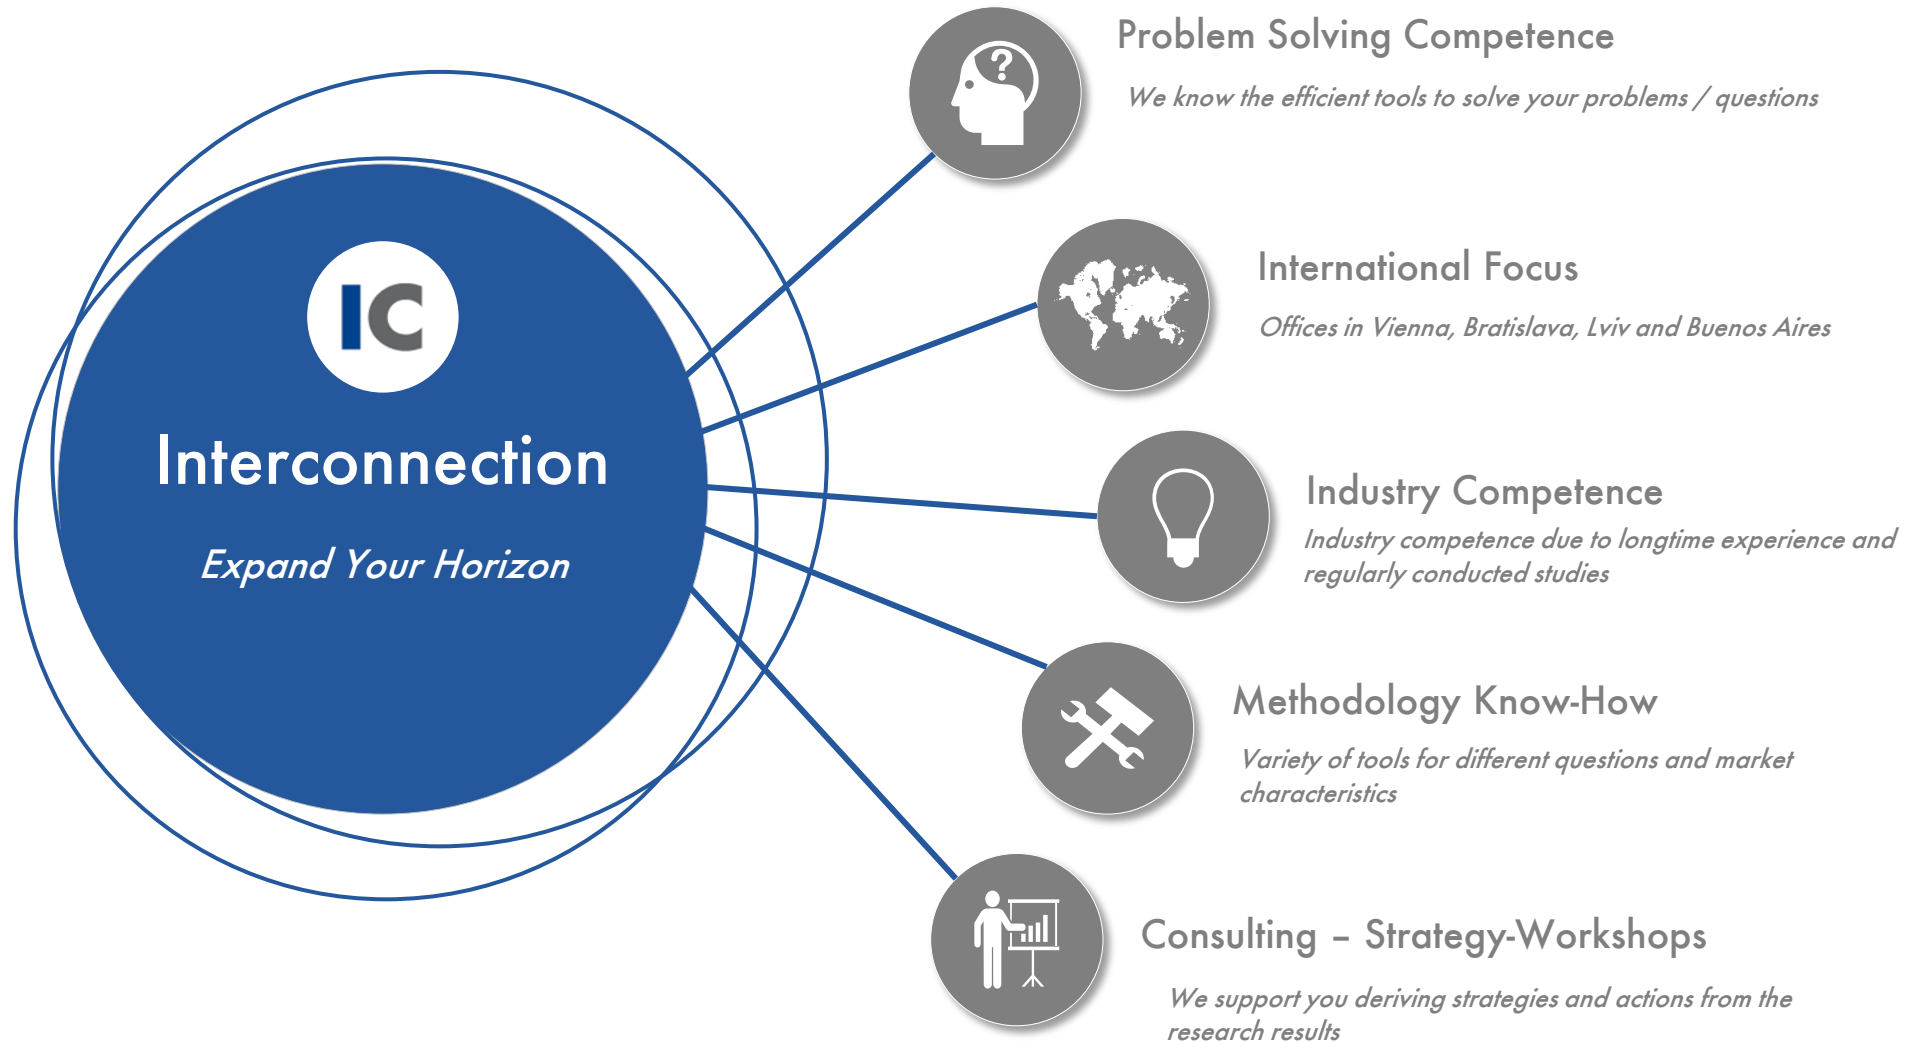 IC
Interconnection
Expand Your Horizon
?
Problem Solving Competence
We know the efficient tools to solve your problems / questions
International Focus
Offices in Vienna, Bratislava, Lviv and Buenos Aires
Industry Competence
Industry competence due to longtime experience and
regularly conducted studies
Methodology Know-How
Variety of tools for different questions and market
characteristics
Consulting – Strategy-Workshops
We support you deriving strategies and actions from the
research results